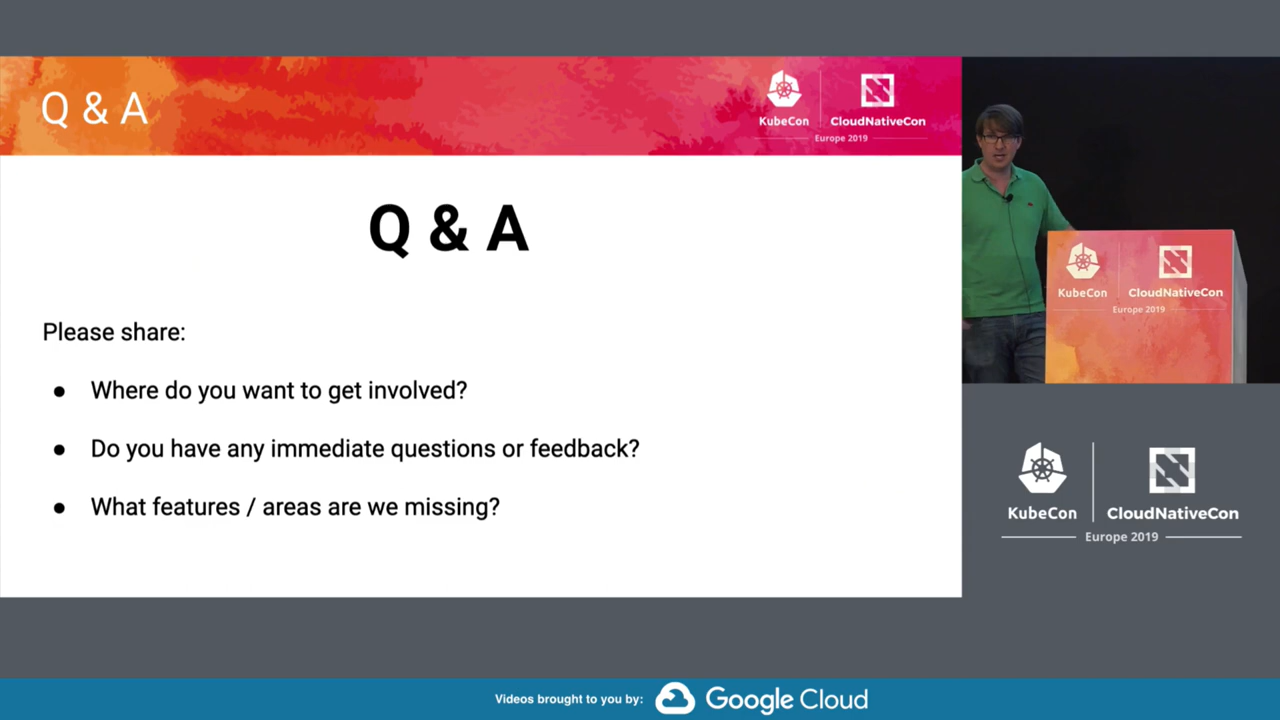 Q & A
KubeCon
CloudNativeCon
Europe 2019
Q & A
Please share:
● Where do you want to get involved?
● Do you have any immediate questions or feedback?
● What features / areas are we missing?
KubeCon
CloudNativeCon
Europe 2019
KubeCon
CloudNativeCon
Europe 2019
Videos brought to you by:
Google Cloud